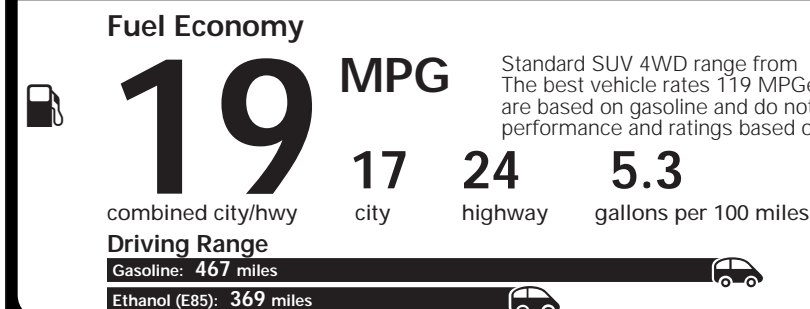 Fuel Economy
19 MPG
Standard SUV 4WD range from
The best vehicle rates 119 MPGe
are based on gasoline and do not
performance and ratings based o
17 24 5.3
combined city/hwy city highway gallons per 100 miles
Driving Range
Gasoline: 467 miles
Ethanol (E85): 369 miles